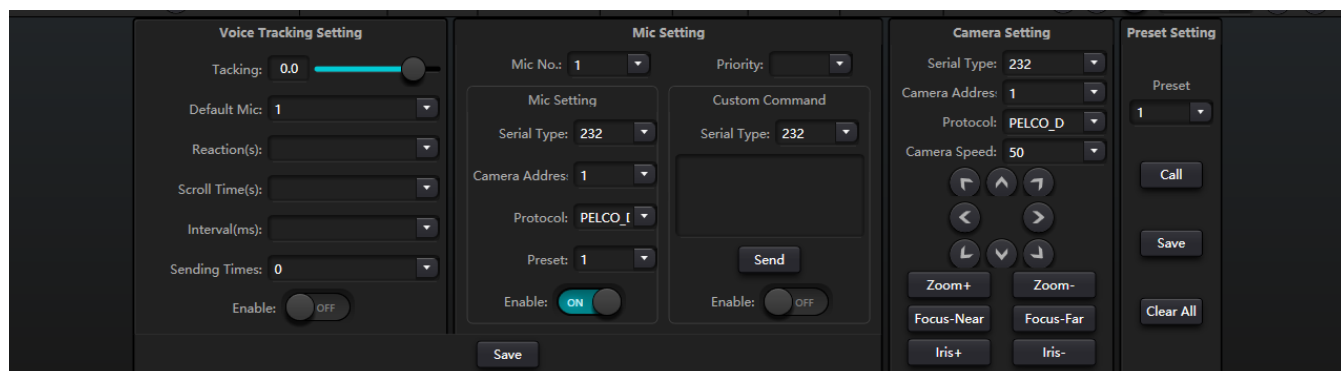 Voice Tracking Setting
Tacking: 0.0
Default Mic: 1
Reaction(s):
Scroll Time(s):
Interval(ms):
Sending Times: 0
Enable: OFF
Mic Setting
Mic No.: 1 Priority:
Mic Setting
Serial Type: 232
Camera Addres:
1
Protocol: PELCO_D
Preset: 1
Enable: ON
Custom Command
Serial Type: 232
Send
Enable: OFF
Save
Camera Setting
Serial Type: 232
Camera Addres: 1
Protocol: PELCO_D
Camera Speed: 50
Zoom+ Zoom-
Focus-Near Focus-Far
Iris+ Iris-
Preset Setting
Preset
1
Call
Save
Clear All